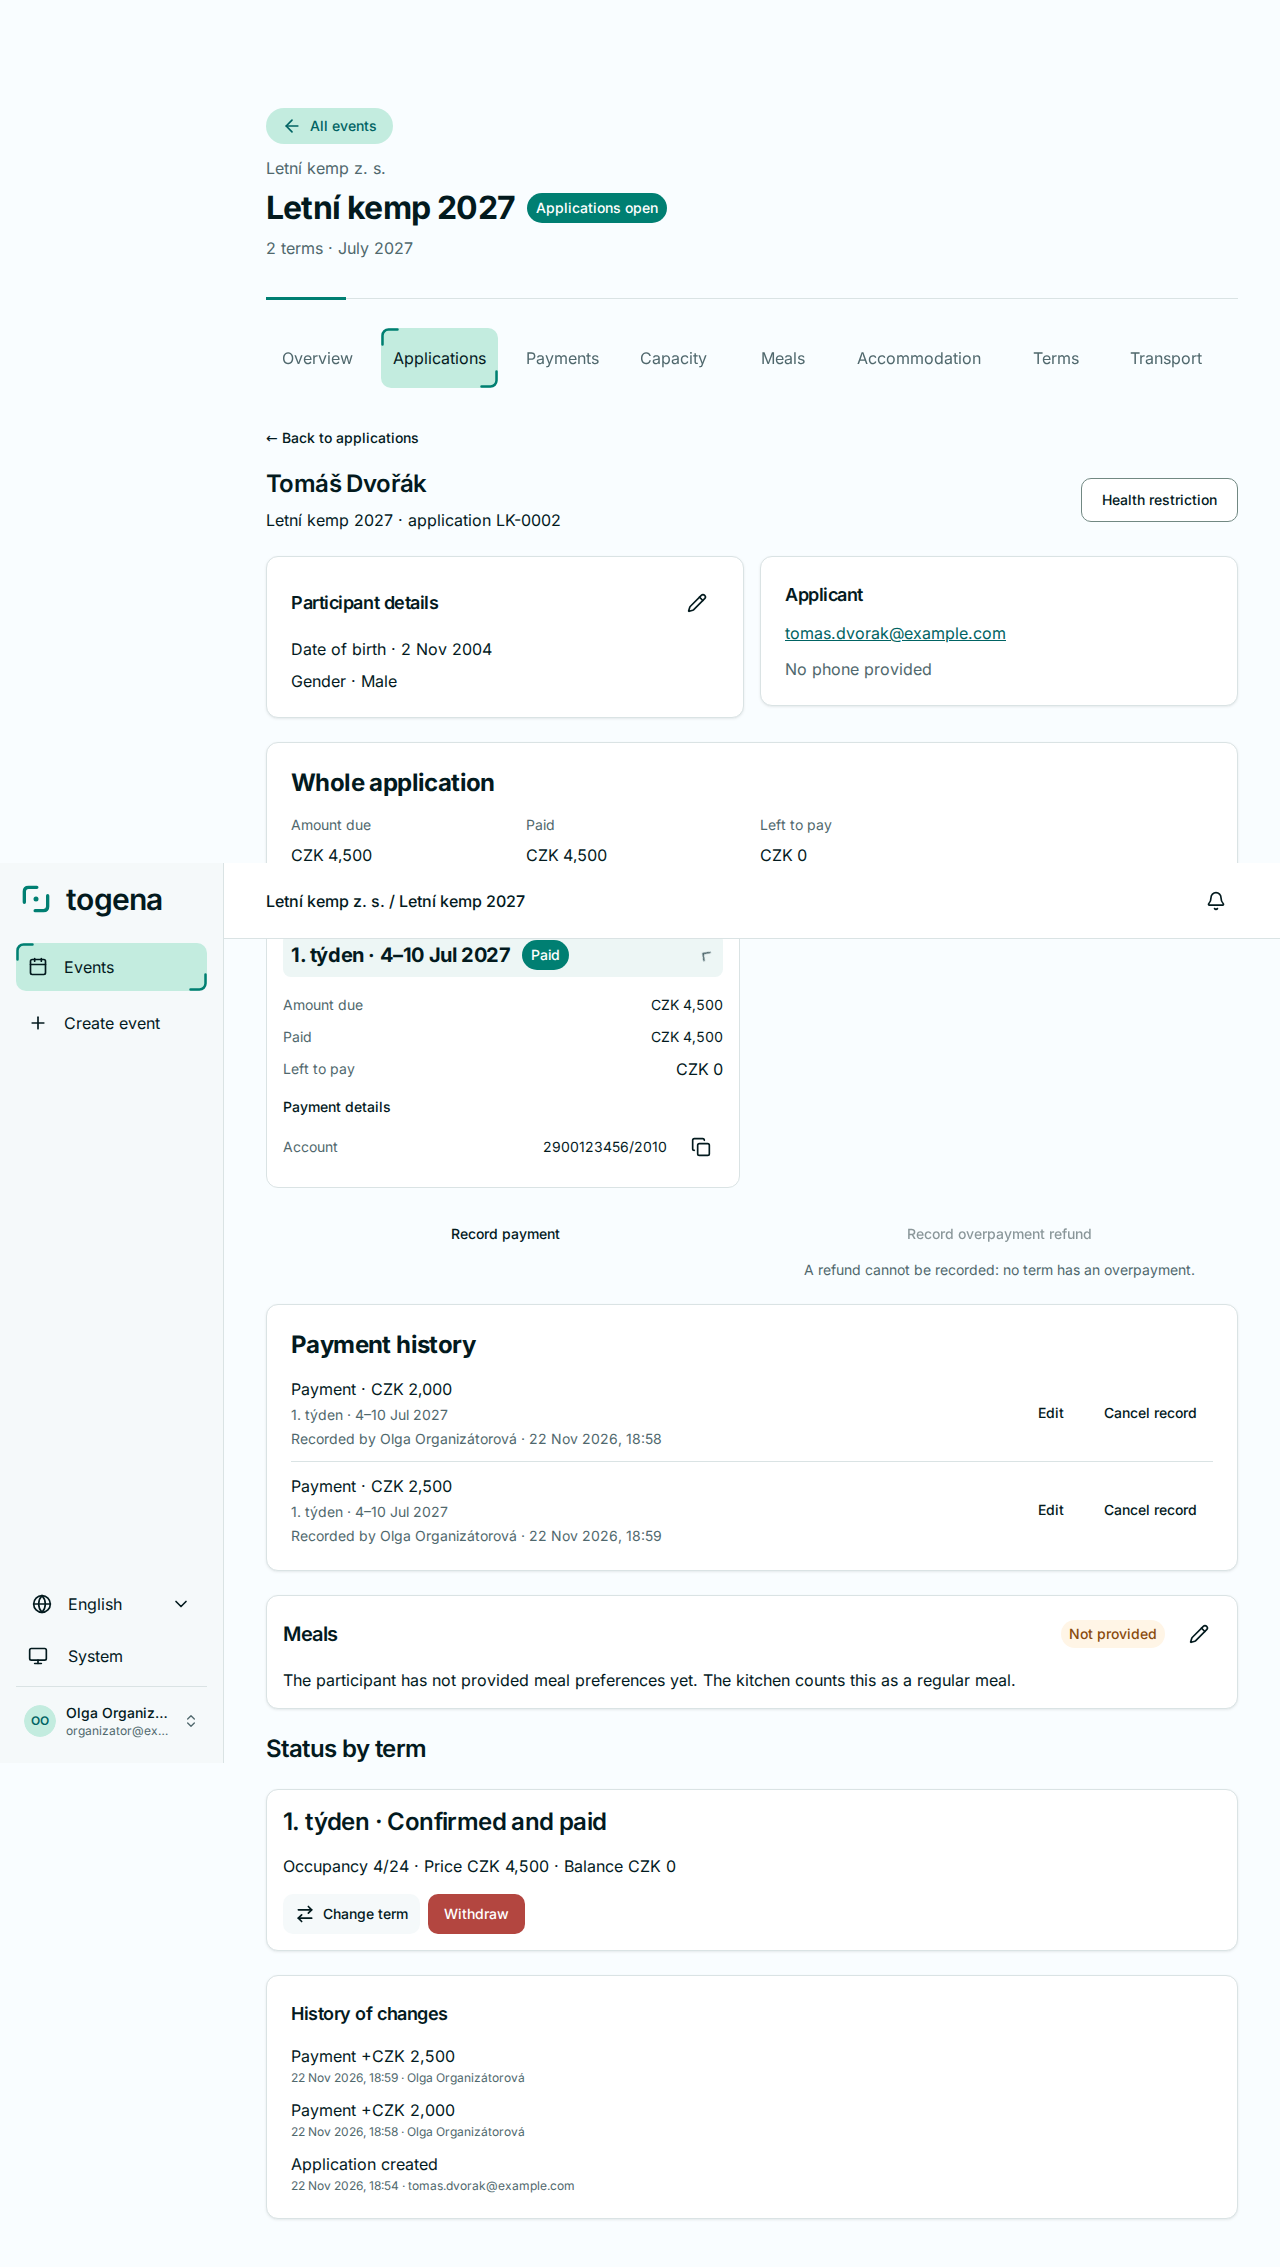 All events
Letní kemp z. s.
Letní kemp 2027 Applications open
2 terms · July 2027
Overview Applications Payments Capacity Meals Accommodation Terms Transport
← Back to applications
Tomáš Dvořák
Letní kemp 2027 · application LK-0002
Health restriction
Participant details
Date of birth · 2 Nov 2004
Gender · Male
Applicant
tomas.dvorak@example.com
No phone provided
Whole application
Amount due Paid Left to pay
CZK 4,500 CZK 4,500 CZK 0
togena
Events
Create event
English
System
OO
Olga Organiz...
organizator@ex...
Letní kemp z. s. / Letní kemp 2027
1. týden · 4–10 Jul 2027 Paid
Amount due CZK 4,500
Paid CZK 4,500
Left to pay CZK 0
Payment details
Account 2900123456/2010
Record payment
Record overpayment refund
A refund cannot be recorded: no term has an overpayment.
Payment history
Payment · CZK 2,000
1. týden · 4–10 Jul 2027
Recorded by Olga Organizátorová · 22 Nov 2026, 18:58
Edit Cancel record
Payment · CZK 2,500
1. týden · 4–10 Jul 2027
Recorded by Olga Organizátorová · 22 Nov 2026, 18:59
Edit Cancel record
Meals
Not provided
The participant has not provided meal preferences yet. The kitchen counts this as a regular meal.
Status by term
1. týden · Confirmed and paid
Occupancy 4/24 · Price CZK 4,500 · Balance CZK 0
Change term Withdraw
History of changes
Payment +CZK 2,500
22 Nov 2026, 18:59 · Olga Organizátorová
Payment +CZK 2,000
22 Nov 2026, 18:58 · Olga Organizátorová
Application created
22 Nov 2026, 18:54 · tomas.dvorak@example.com